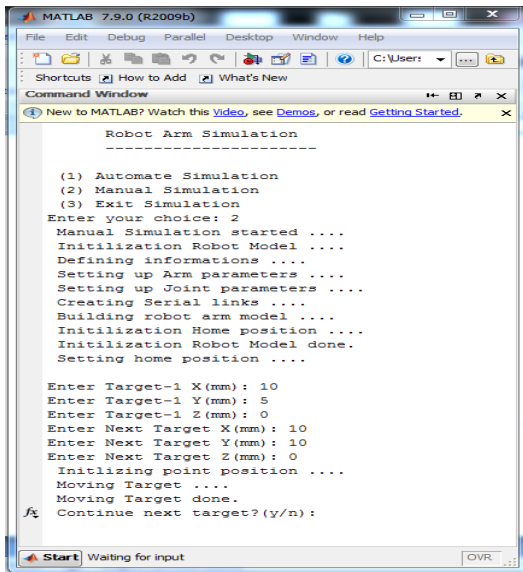 MATLAB 7.9.0 (R2009b)
File Edit Debug Parallel Desktop Window Help
C:\User:
Shortcuts How to Add What's New
Command Window
New to MATLAB? Watch this Video, see Demos, or read Getting Started.
Robot Arm Simulation
----------------------
(1) Automate Simulation
(2) Manual Simulation
(3) Exit Simulation
Enter your choice: 2
Manual Simulation started ....
Initilization Robot Model ....
Defining informations ....
Setting up Arm parameters ....
Setting up Joint parameters ....
Creating Serial links ....
Building robot arm model ....
Initilization Home position ....
Initilization Robot Model done.
Setting home position ....
Enter Target-1 X(mm): 10
Enter Target-1 Y(mm): 5
Enter Target-1 Z(mm): 0
Enter Next Target X(mm): 10
Enter Next Target Y(mm): 10
Enter Next Target Z(mm): 0
Initlizing point position ....
Moving Target ....
Moving Target done.
fx Continue next target?(y/n):
Start Waiting for input OVR